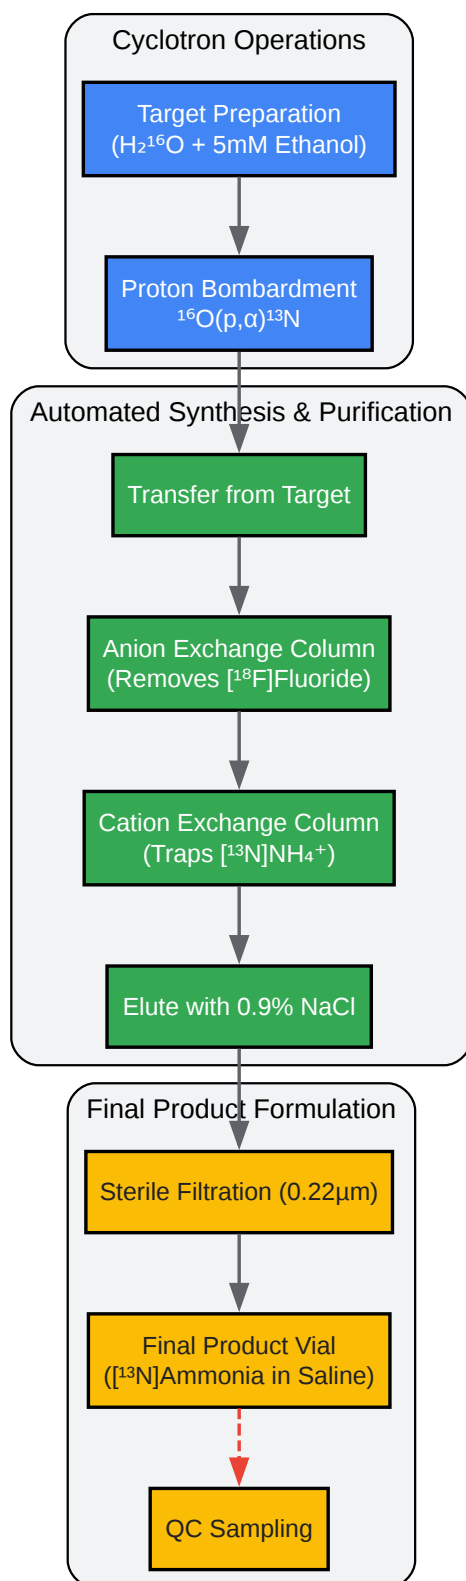 Cyclotron Operations
Target Preparation
(H₂¹⁶O + 5mM Ethanol)
Proton Bombardment
¹⁶O(p,α)¹³N
Automated Synthesis & Purification
Transfer from Target
Anion Exchange Column
(Removes [¹⁸F]Fluoride)
Cation Exchange Column
(Traps [¹³N]NH₄⁺)
Elute with 0.9% NaCl
Final Product Formulation
Sterile Filtration (0.22µm)
Final Product Vial
([¹³N]Ammonia in Saline)
QC Sampling